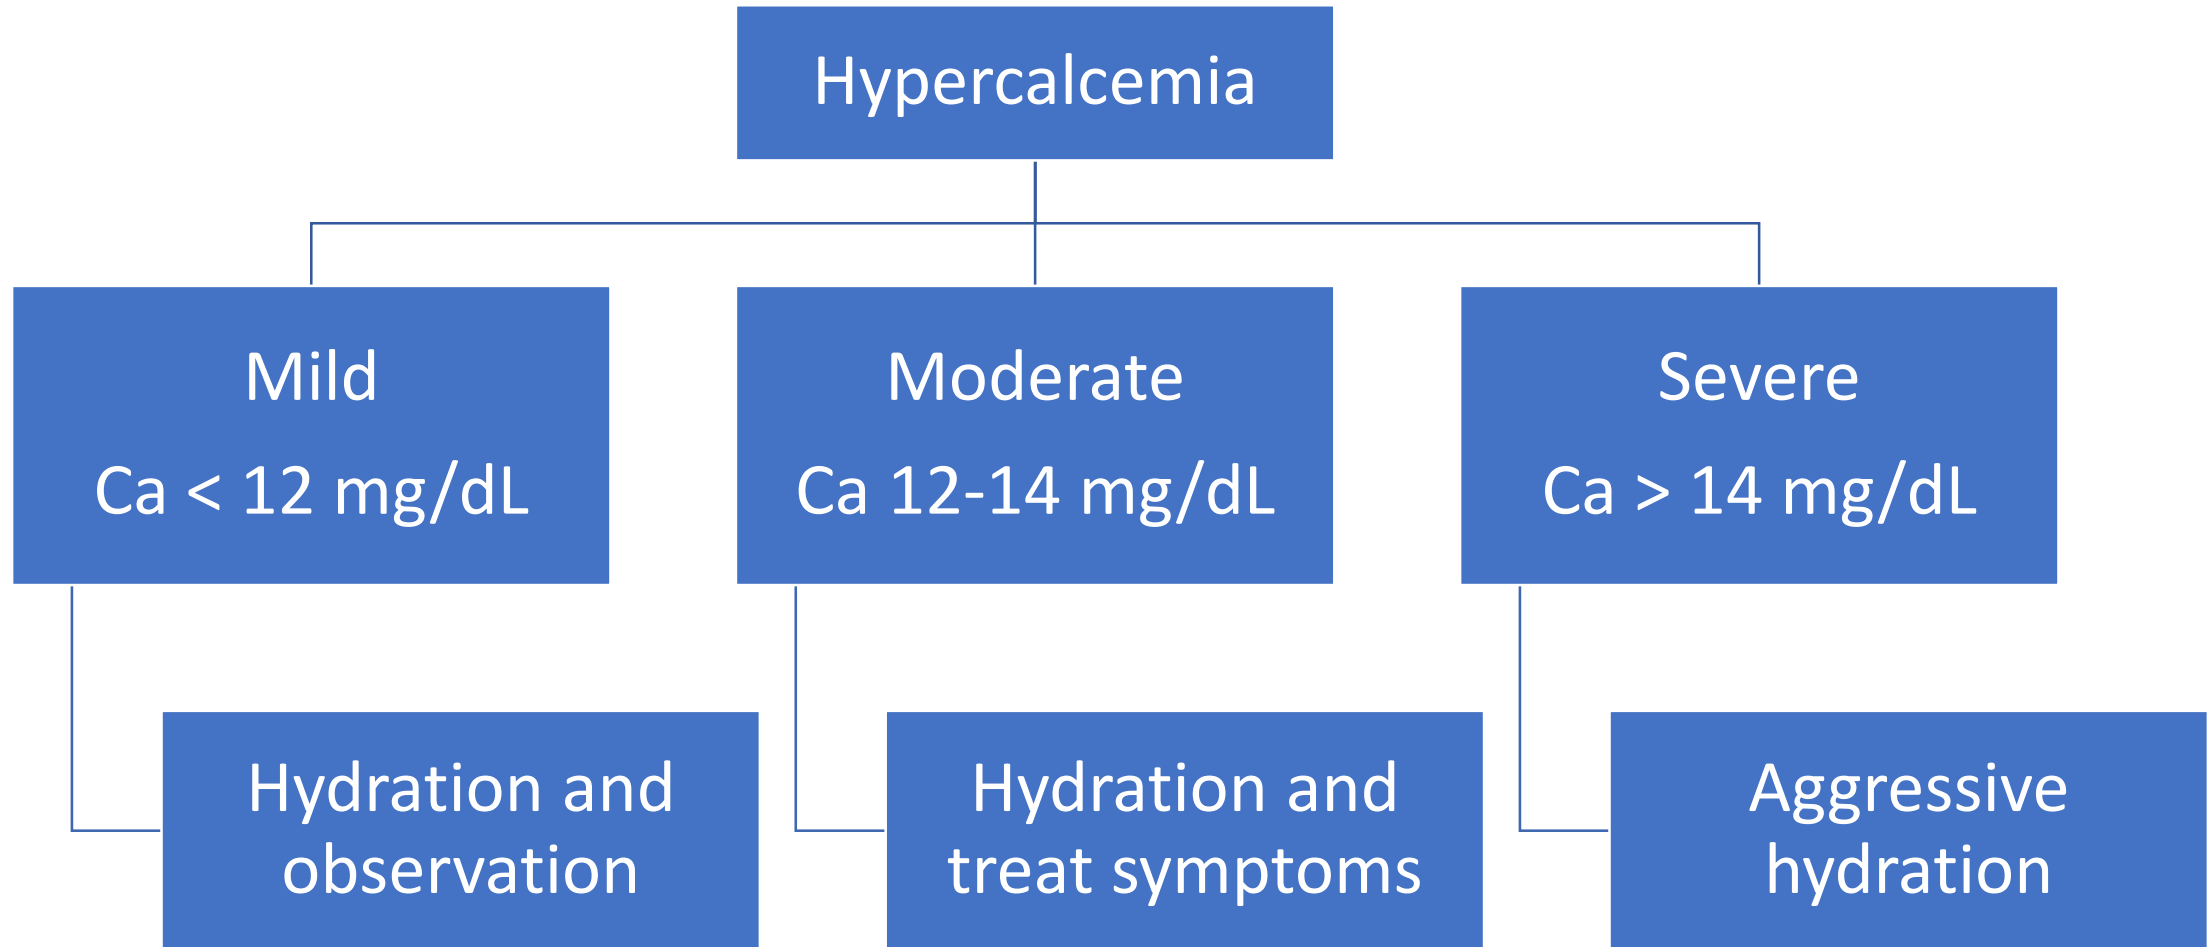 Hypercalcemia
Mild
Ca < 12 mg/dL
Moderate
Ca 12-14 mg/dL
Severe
Ca > 14 mg/dL
Hydration and
observation
Hydration and
treat symptoms
Aggressive
hydration